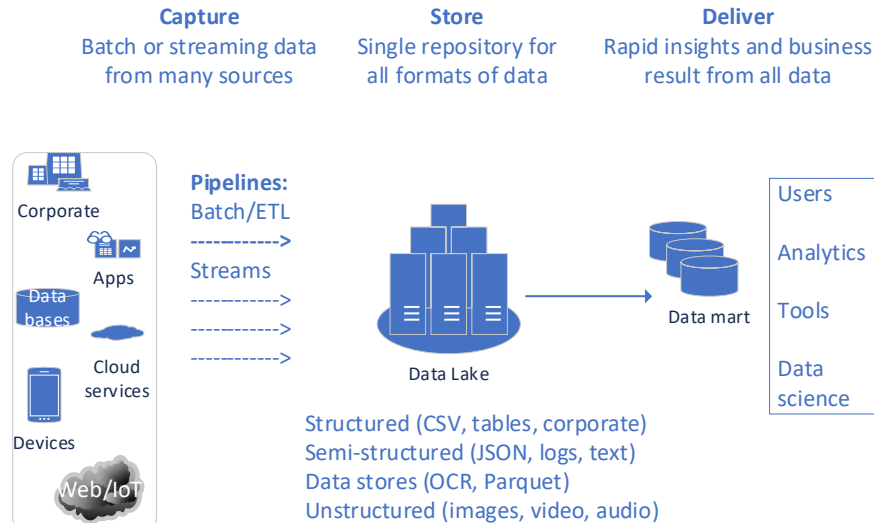 Capture
Batch or streaming data
from many sources
Store
Single repository for
all formats of data
Deliver
Rapid insights and business
result from all data
Corporate
Apps
Data
bases
Cloud
services
Devices
Web/IoT
Pipelines:
Batch/ETL
------------>
Streams
------------>
------------>
------------>
Data Lake
Structured (CSV, tables, corporate)
Semi-structured (JSON, logs, text)
Data stores (OCR, Parquet)
Unstructured (images, video, audio)
Data mart
Users
Analytics
Tools
Data
science